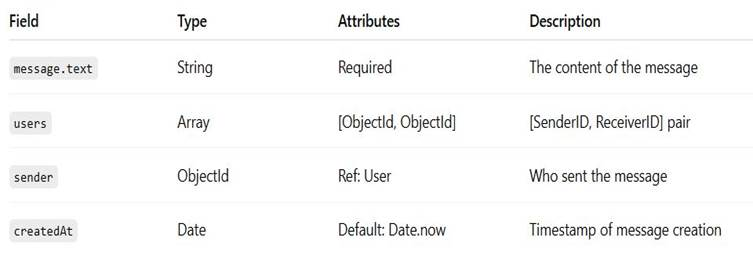 Field Type Attributes Description
message.text String Required The content of the message
users Array [ObjectId, ObjectId] [SenderID, ReceiverID] pair
sender ObjectId Ref: User Who sent the message
createdAt Date Default: Date.now Timestamp of message creation